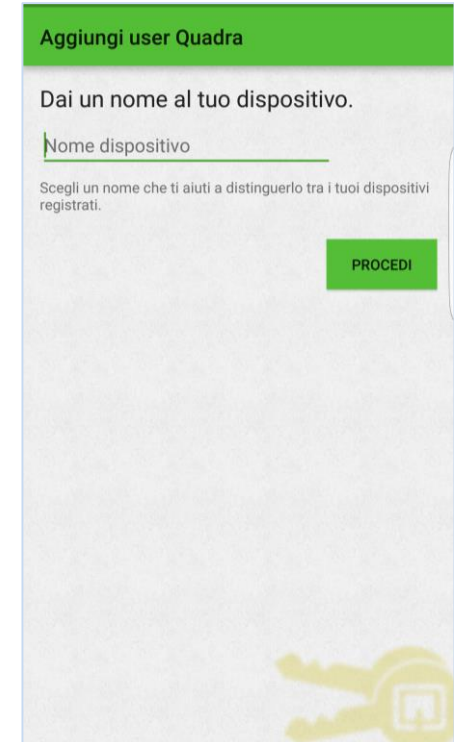 Aggiungi user Quadra
Dai un nome al tuo dispositivo.
Nome dispositivo
Scegli un nome che ti aiuti a distinguerlo tra i tuoi dispositivi
registrati.
PROCEDI